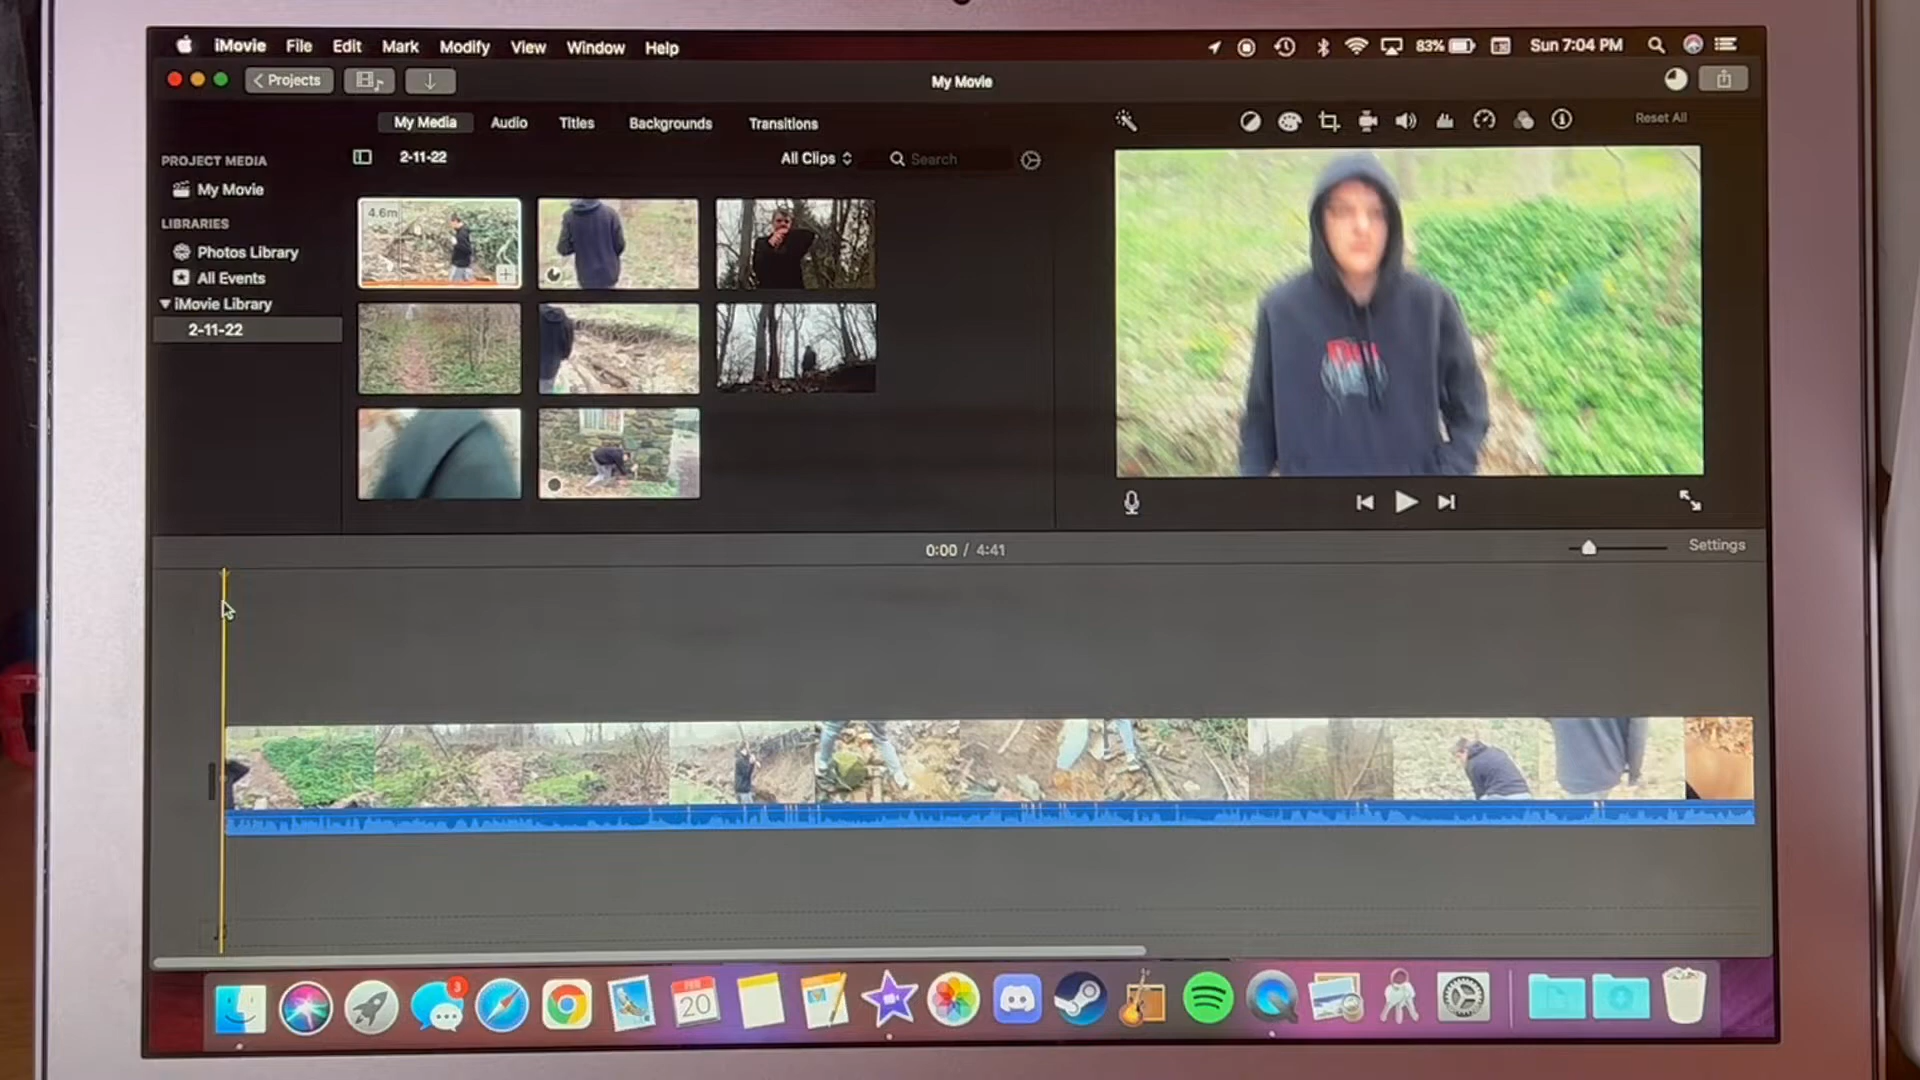 iMovie File Edit Mark Modify View Window Help 83% Sun 7:04 PM
Projects My Movie
My Media Audio Titles Backgrounds Transitions Reset All
PROJECT MEDIA 2-11-22 All Clips Search
My Movie
LIBRARIES
Photos Library
All Events
iMovie Library
2-11-22
4.6m
0:00 / 4:41 Settings
3
20